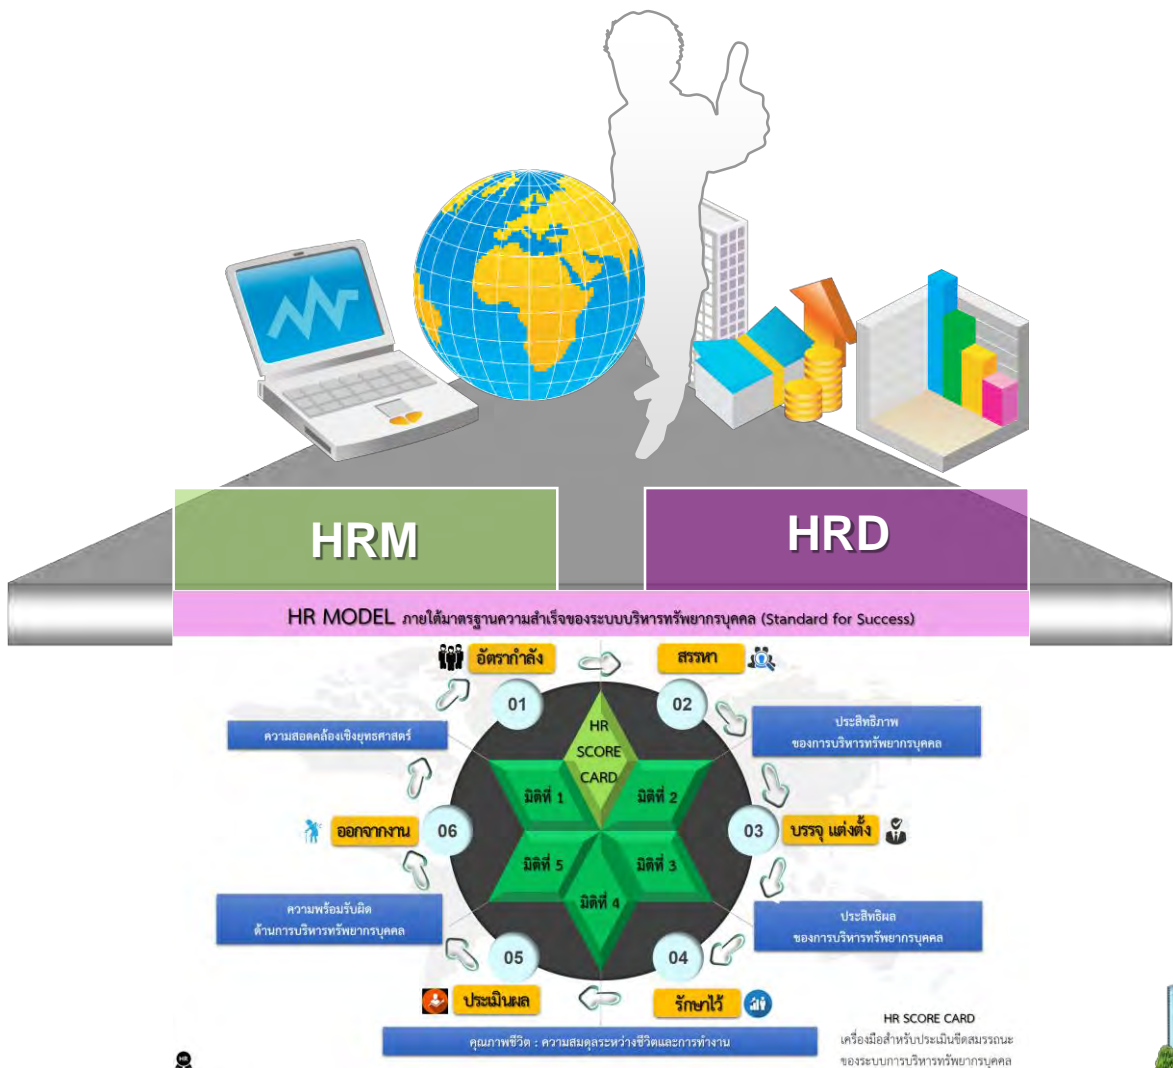 HRM
HRD
HR MODEL ภายใต้มาตรฐานความสำเร็จของระบบบริหารทรัพยากรบุคคล (Standard for Success)
อัตรากำลัง
สรรหา
01
02
HR
SCORE
CARD
ความสอดคล้องเชิงยุทธศาสตร์
ประสิทธิภาพ
ของการบริหารทรัพยากรบุคคล
มิติที่ 1
มิติที่ 2
ออกจากงาน
06
03
บรรจุ แต่งตั้ง
มิติที่ 5
มิติที่ 3
มิติที่ 4
ความพร้อมรับผิด
ด้านการบริหารทรัพยากรบุคคล
ประสิทธิผล
ของการบริหารทรัพยากรบุคคล
05
04
ประเมินผล
รักษาไว้
คุณภาพชีวิต : ความสมดุลระหว่างชีวิตและการทำงาน
HR SCORE CARD
เครื่องมือสำหรับประเมินขีดสมรรถนะ
ของระบบการบริหารทรัพยากรบุคคล
HR